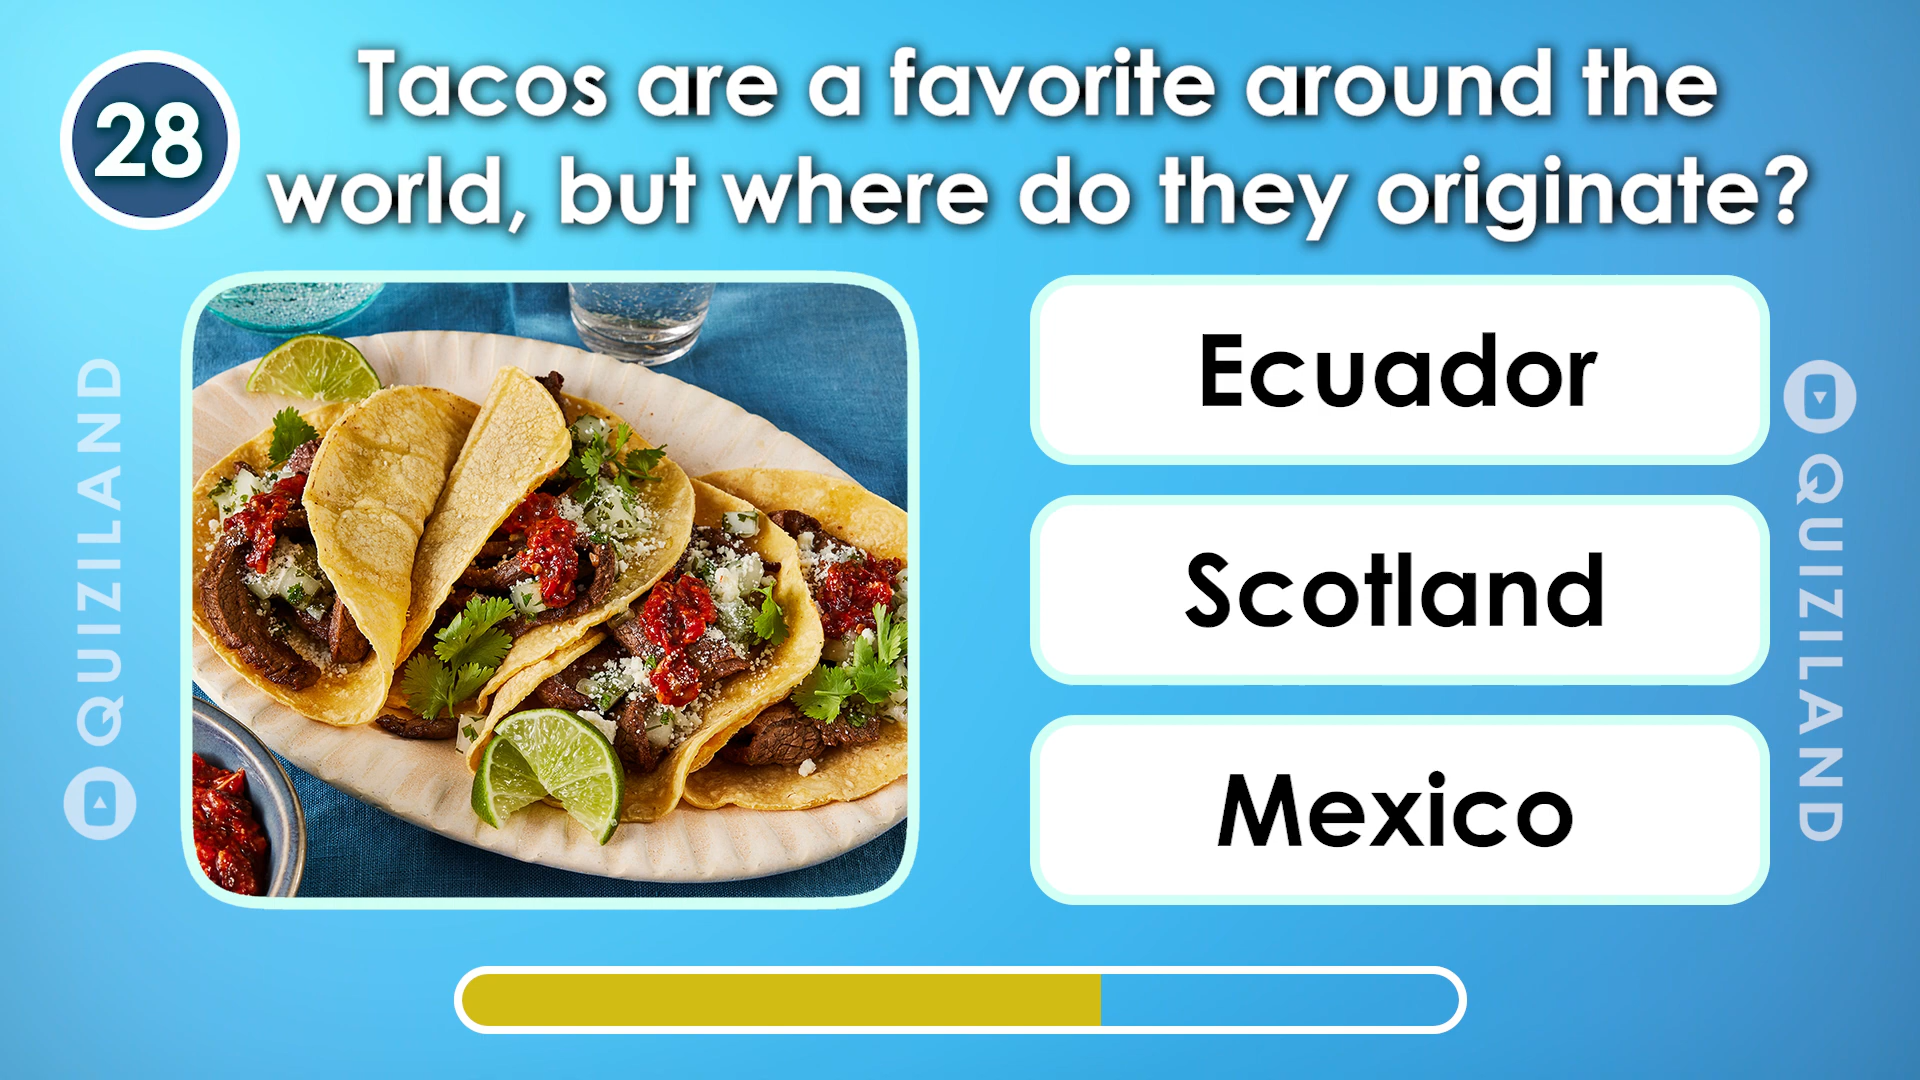 28
Tacos are a favorite around the
world, but where do they originate?
Ecuador
Scotland
Mexico
QUIZILAND
QUIZILAND